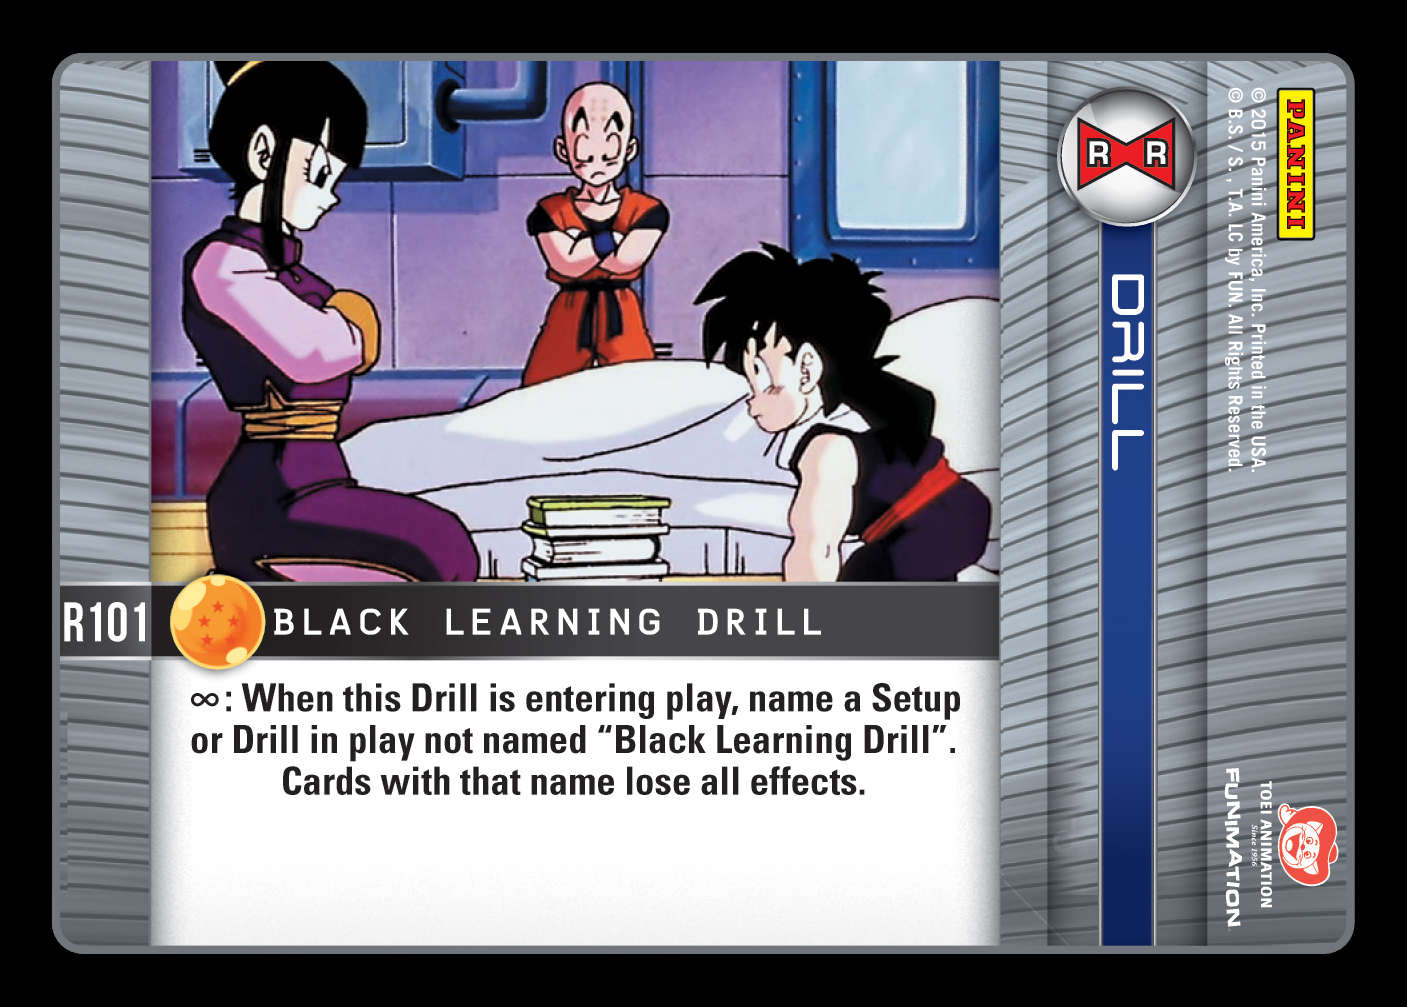 R101
BLACK LEARNING DRILL
∞: When this Drill is entering play, name a Setup
or Drill in play not named “Black Learning Drill”.
Cards with that name lose all effects.
R R
DRILL
PANINI
© 2015 Panini America, Inc. Printed in the USA.
© B.S. / S., T.A. LC by FUN. All Rights Reserved.
TOEI ANIMATION
Since 1956
FUNIMATION